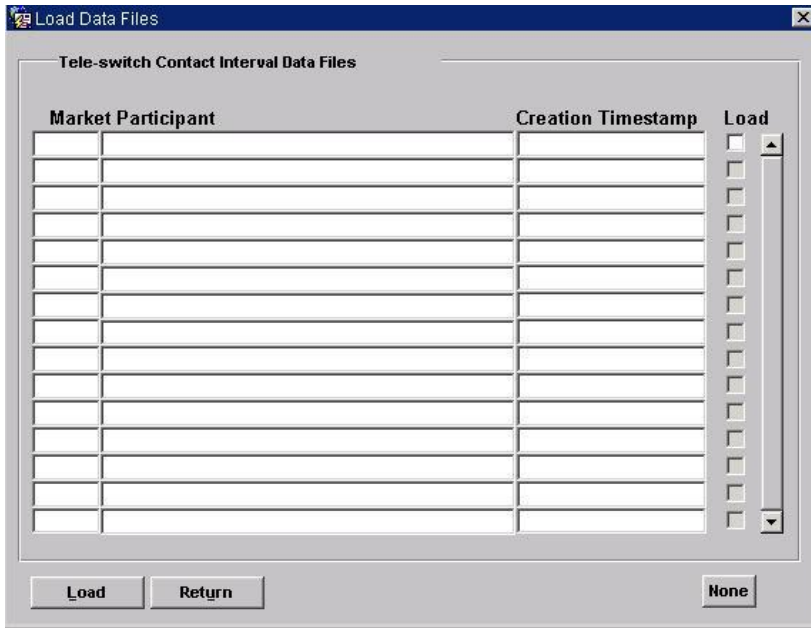 Load Data Files
Tele-switch Contact Interval Data Files
Market Participant Creation Timestamp Load
Load Return None